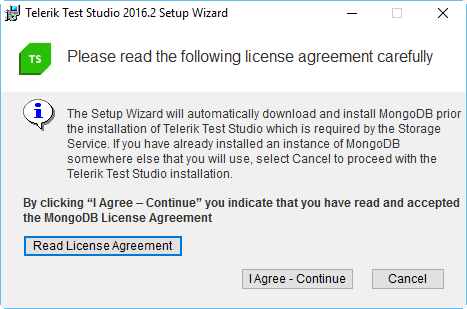 Telerik Test Studio 2016.2 Setup Wizard
TS
Please read the following license agreement carefully
The Setup Wizard will automatically download and install MongoDB prior
the installation of Telerik Test Studio which is required by the Storage
Service. If you have already installed an instance of MongoDB
somewhere else that you will use, select Cancel to proceed with the
Telerik Test Studio installation.
By clicking “I Agree – Continue” you indicate that you have read and accepted
the MongoDB License Agreement
Read License Agreement
I Agree - Continue
Cancel